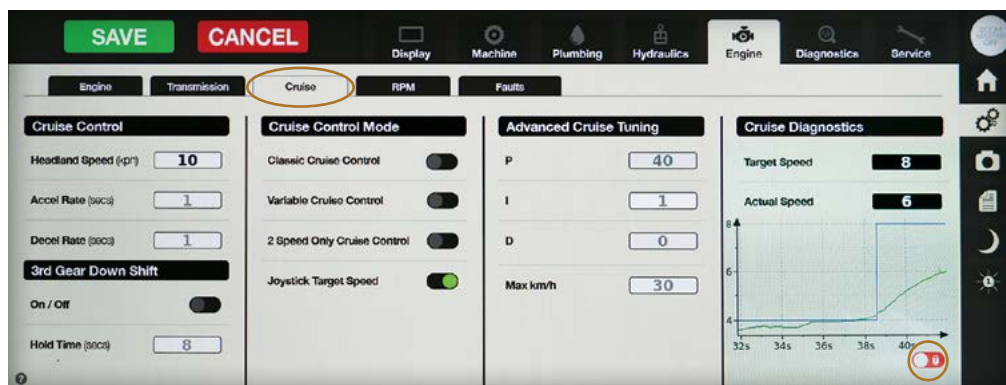 SAVE
CANCEL
Display
Machine
Plumbing
Hydraulics
Engine
Diagnostics
Service
Engine
Transmission
Cruise
RPM
Faults
Cruise Control
Headland Speed (kph) 10
Accel Rate (secs) 1
Decel Rate (secs) 1
3rd Gear Down Shift
On / Off
Hold Time (secs) 8
Cruise Control Mode
Classic Cruise Control
Variable Cruise Control
2 Speed Only Cruise Control
Joystick Target Speed
Advanced Cruise Tuning
P 40
I 1
D 0
Max km/h 30
Cruise Diagnostics
Target Speed 8
Actual Speed 6
8
6
4
32s 34s 36s 38s 40s
1
?